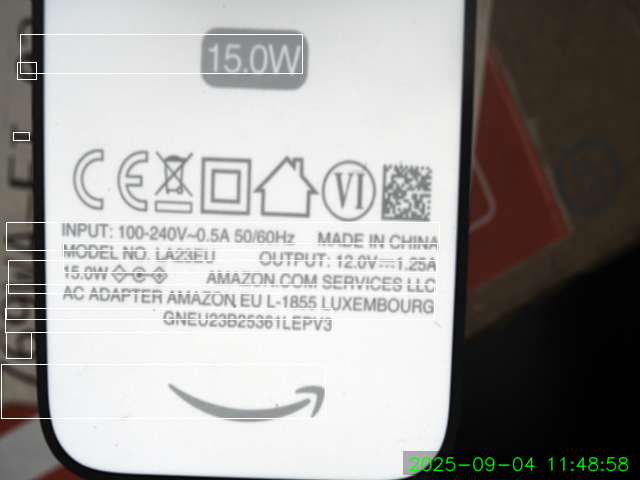 15.0W
CE
VI
INPUT: 100-240V~0.5A 50/60Hz MADE IN CHINA
MODEL NO. LA23EU OUTPUT: 12.0V⎓1.25A
15.0W AMAZON.COM SERVICES LLC
AC ADAPTER AMAZON EU L-1855 LUXEMBOURG
GNEU23B25361LEPV3
2025-09-04 11:48:58